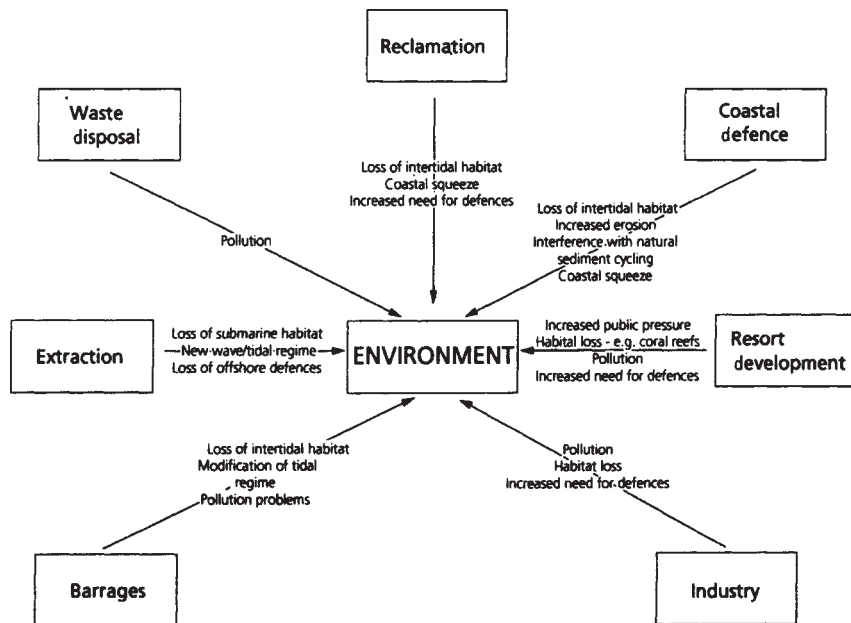 Reclamation
Waste
disposal
Coastal
defence
Loss of intertidal habitat
Coastal squeeze
Increased need for defences
Loss of intertidal habitat
Increased erosion
Interference with natural
sediment cycling
Coastal squeeze
Pollution
Extraction
Loss of submarine habitat
New wave/tidal regime
Loss of offshore defences
ENVIRONMENT
Increased public pressure
Habital loss - e.g. coral reefs
Pollution
Increased need for defences
Resort
development
Loss of intertidal habitat
Modification of tidal
regime
Pollution problems
Pollution
Habitat loss
Increased need for defences
Barrages
Industry